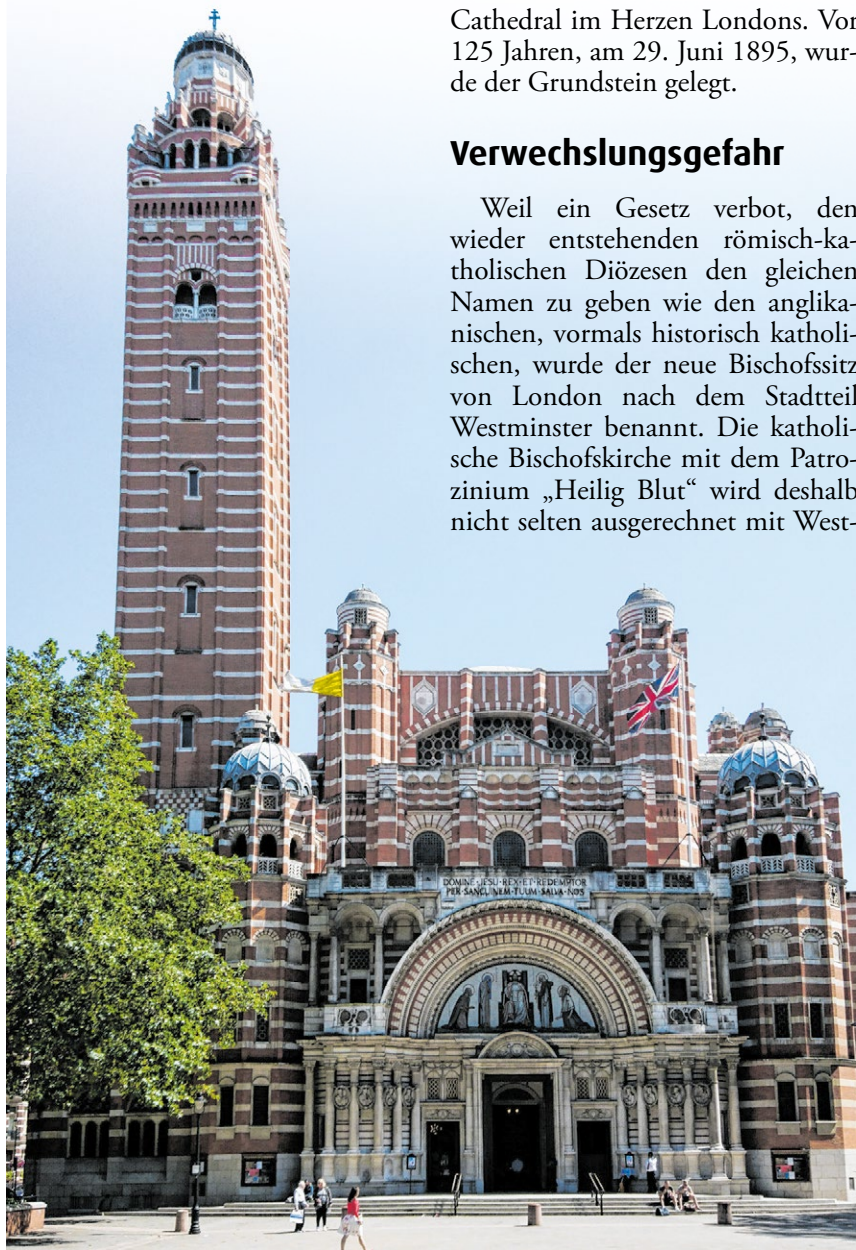 Cathedral im Herzen Londons. Vor
125 Jahren, am 29. Juni 1895, wur-
de der Grundstein gelegt.
Verwechslungsgefahr
Weil ein Gesetz verbot, den
wieder entstehenden römisch-ka-
tholischen Diözesen den gleichen
Namen zu geben wie den anglika-
nischen, vormals historisch katholi-
schen, wurde der neue Bischofssitz
von London nach dem Stadtteil
Westminster benannt. Die katholi-
sche Bischofskirche mit dem Patro-
zinium „Heilig Blut“ wird deshalb
nicht selten ausgerechnet mit West-
DOMINE·JESU·REX·ET·REDEMPTOR
PER·SANGUINEM·TUUM·SALVA·NOS